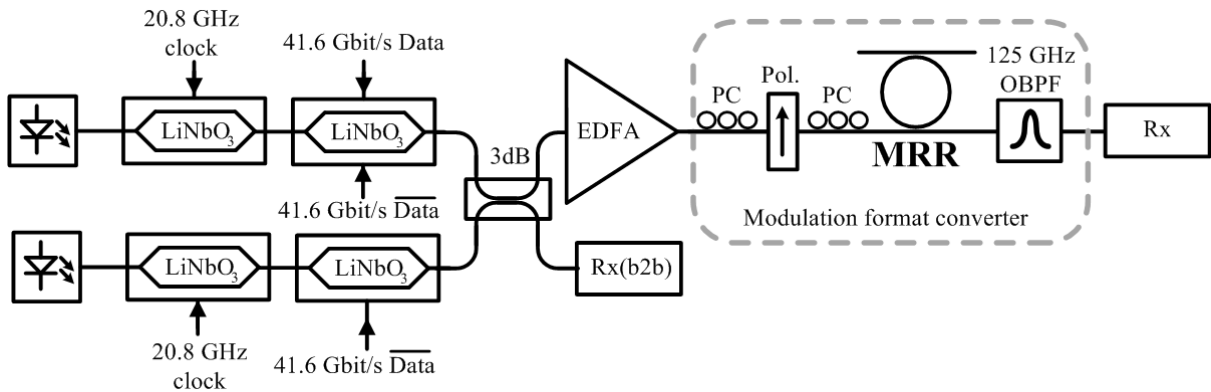 20.8 GHz
clock
41.6 Gbit/s Data
LiNbO3
LiNbO3
41.6 Gbit/s Data
3dB
EDFA
PC
Pol.
PC
MRR
125 GHz
OBPF
Rx
Modulation format converter
LiNbO3
LiNbO3
Rx(b2b)
20.8 GHz
clock
41.6 Gbit/s Data